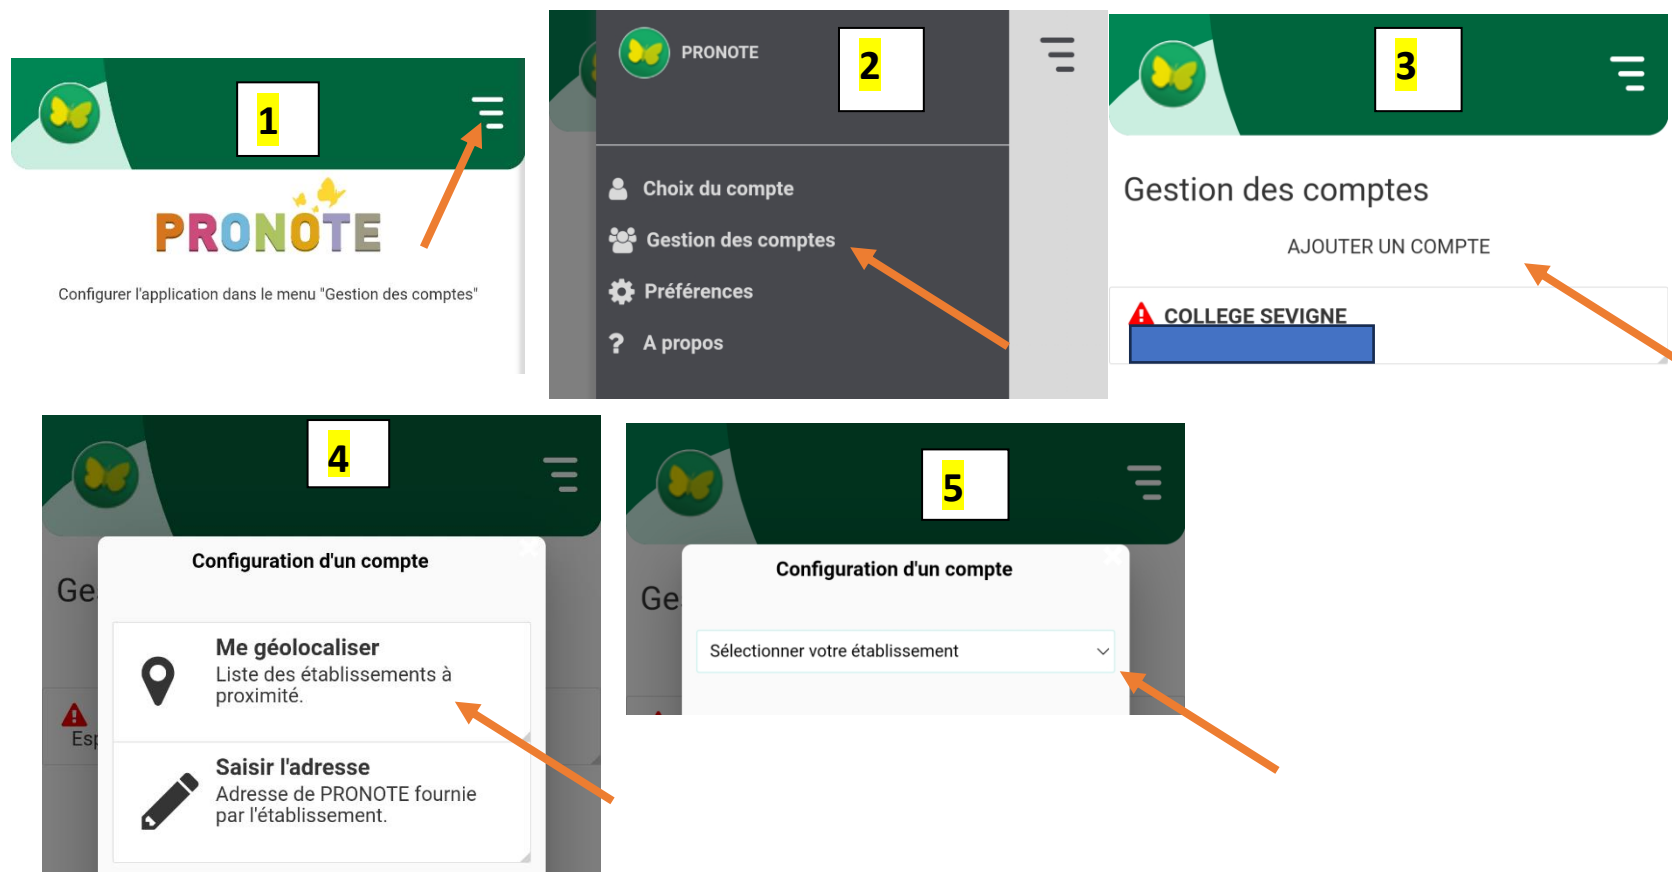 1
PRONOTE
Configurer l'application dans le menu "Gestion des comptes"
PRONOTE
2
Choix du compte
Gestion des comptes
Préférences
? A propos
3
Gestion des comptes
AJOUTER UN COMPTE
COLLEGE SEVIGNE
4
Configuration d'un compte
Ge
Me géolocaliser
Liste des établissements à
proximité.
Esp
Saisir l'adresse
Adresse de PRONOTE fournie
par l'établissement.
5
Configuration d'un compte
Ge
Sélectionner votre établissement